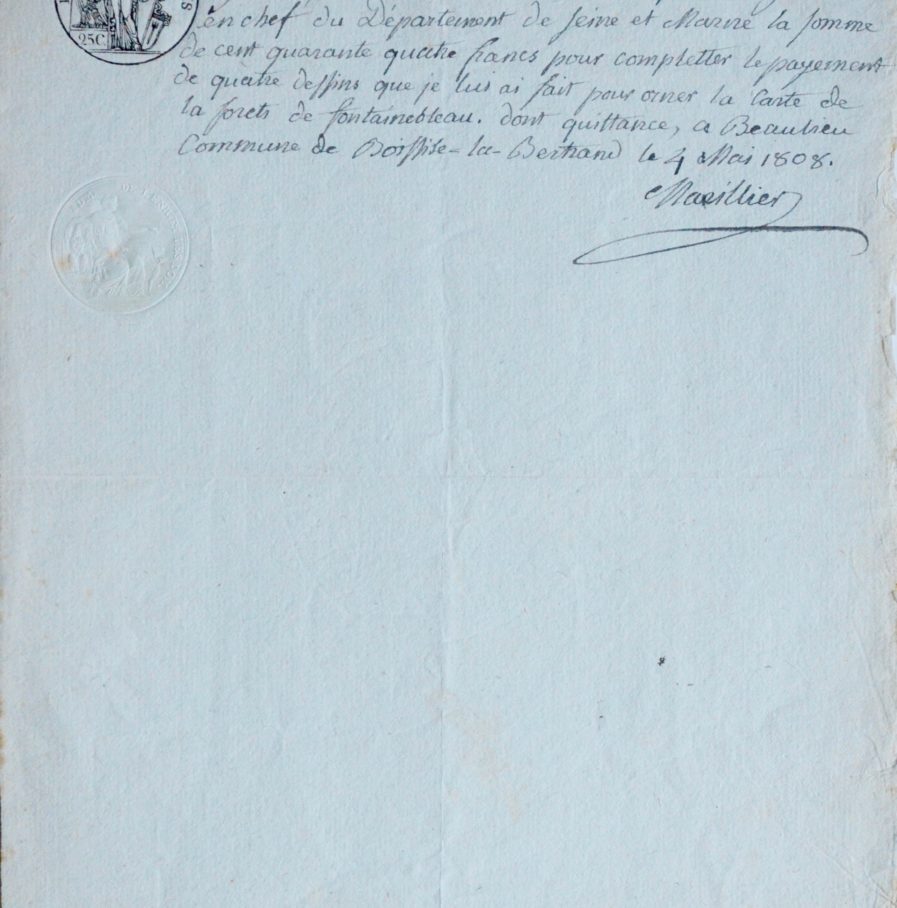 en chef du Département de Seine et Marne la somme
de cent quarante quatre francs pour completter le payement
de quatre dessins que je lui ai fait pour orner la Carte de
la forets de fontainebleau. dont quittance, a Beaulieu
Commune de Boissise-la-Bertrand le 4 Mai 1808.
Marillier
25C